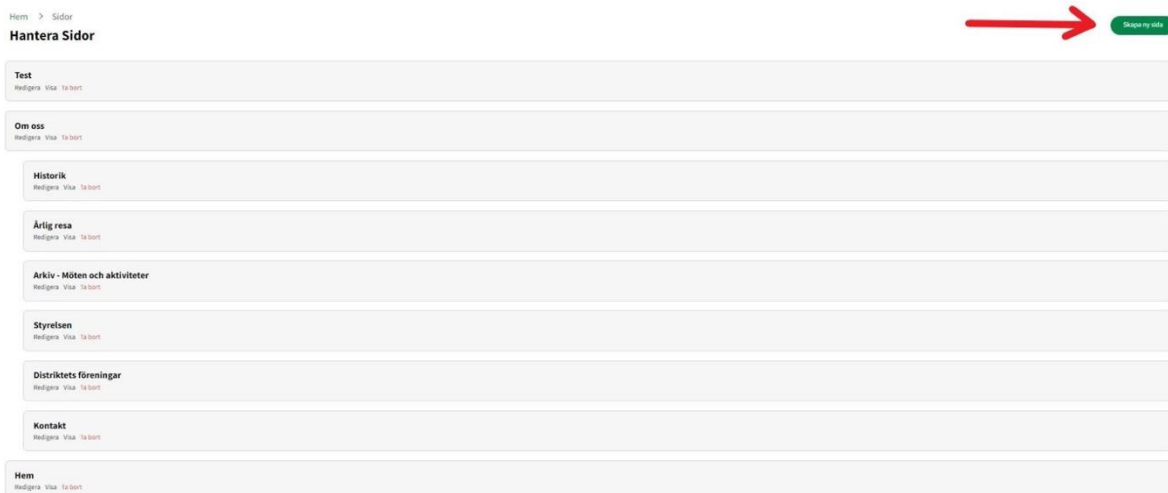 Hem > Sidor
Hantera Sidor
Skapa ny sida
Test
Redigera Visa Ta bort
Om oss
Redigera Visa Ta bort
Historik
Redigera Visa Ta bort
Årlig resa
Redigera Visa Ta bort
Arkiv - Möten och aktiviteter
Redigera Visa Ta bort
Styrelsen
Redigera Visa Ta bort
Distriktets föreningar
Redigera Visa Ta bort
Kontakt
Redigera Visa Ta bort
Hem
Redigera Visa Ta bort